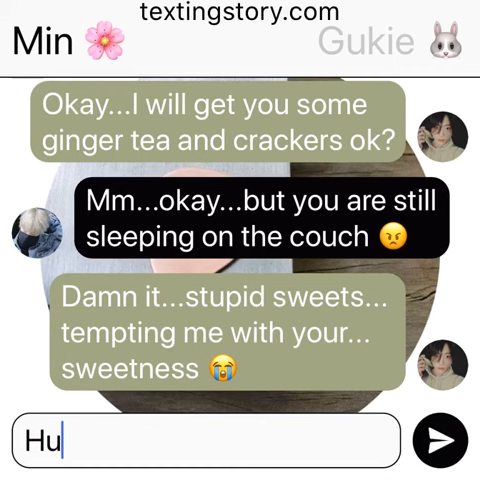 textingstory.com
Min 🌸 Gukie 🐰
Okay...I will get you some
ginger tea and crackers ok?
Mm...okay...but you are still
sleeping on the couch 😠
Damn it...stupid sweets...
tempting me with your...
sweetness 😭
Hu